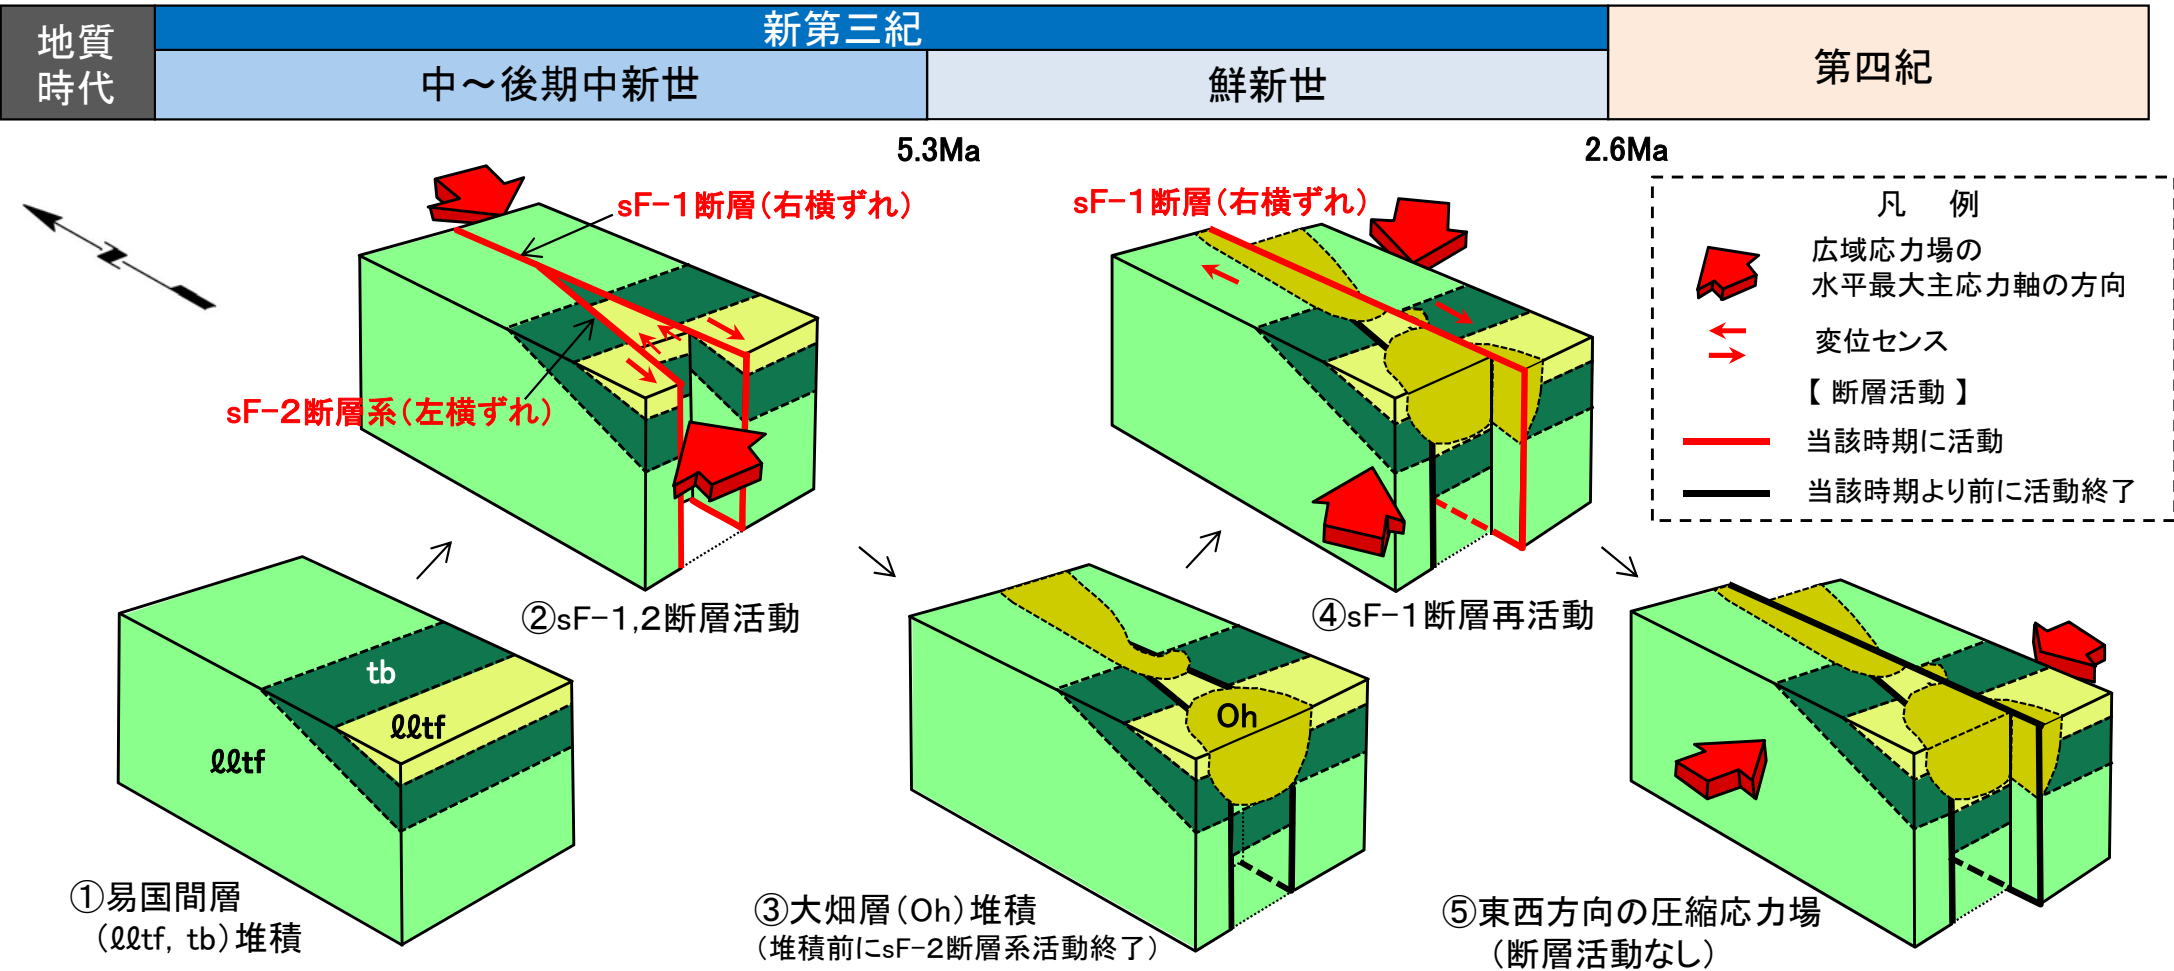 地質
時代
新第三紀
中～後期中新世
鮮新世
第四紀
5.3Ma
2.6Ma
N
sF-1断層(右横ずれ)
sF-2断層系(左横ずれ)
②sF-1,2断層活動
sF-1断層(右横ずれ)
④sF-1断層再活動
凡 例
広域応力場の
水平最大主応力軸の方向
変位センス
【 断層活動 】
当該時期に活動
当該時期より前に活動終了
tb
ℓℓtf
ℓℓtf
①易国間層
(ℓℓtf, tb)堆積
Oh
③大畑層(Oh)堆積
(堆積前にsF-2断層系活動終了)
⑤東西方向の圧縮応力場
(断層活動なし)